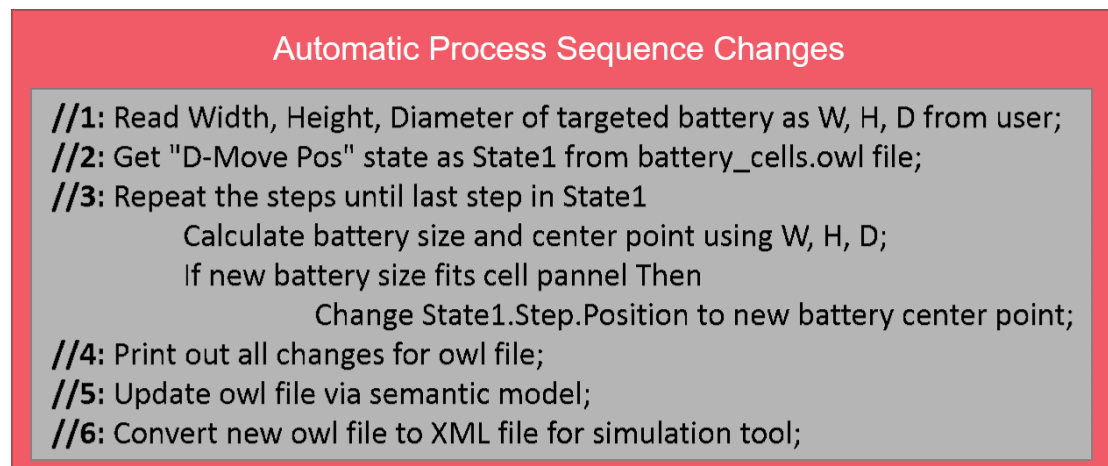 Automatic Process Sequence Changes
//1: Read Width, Height, Diameter of targeted battery as W, H, D from user;
//2: Get "D-Move Pos" state as State1 from battery_cells.owl file;
//3: Repeat the steps until last step in State1
Calculate battery size and center point using W, H, D;
If new battery size fits cell pannel Then
Change State1.Step.Position to new battery center point;
//4: Print out all changes for owl file;
//5: Update owl file via semantic model;
//6: Convert new owl file to XML file for simulation tool;